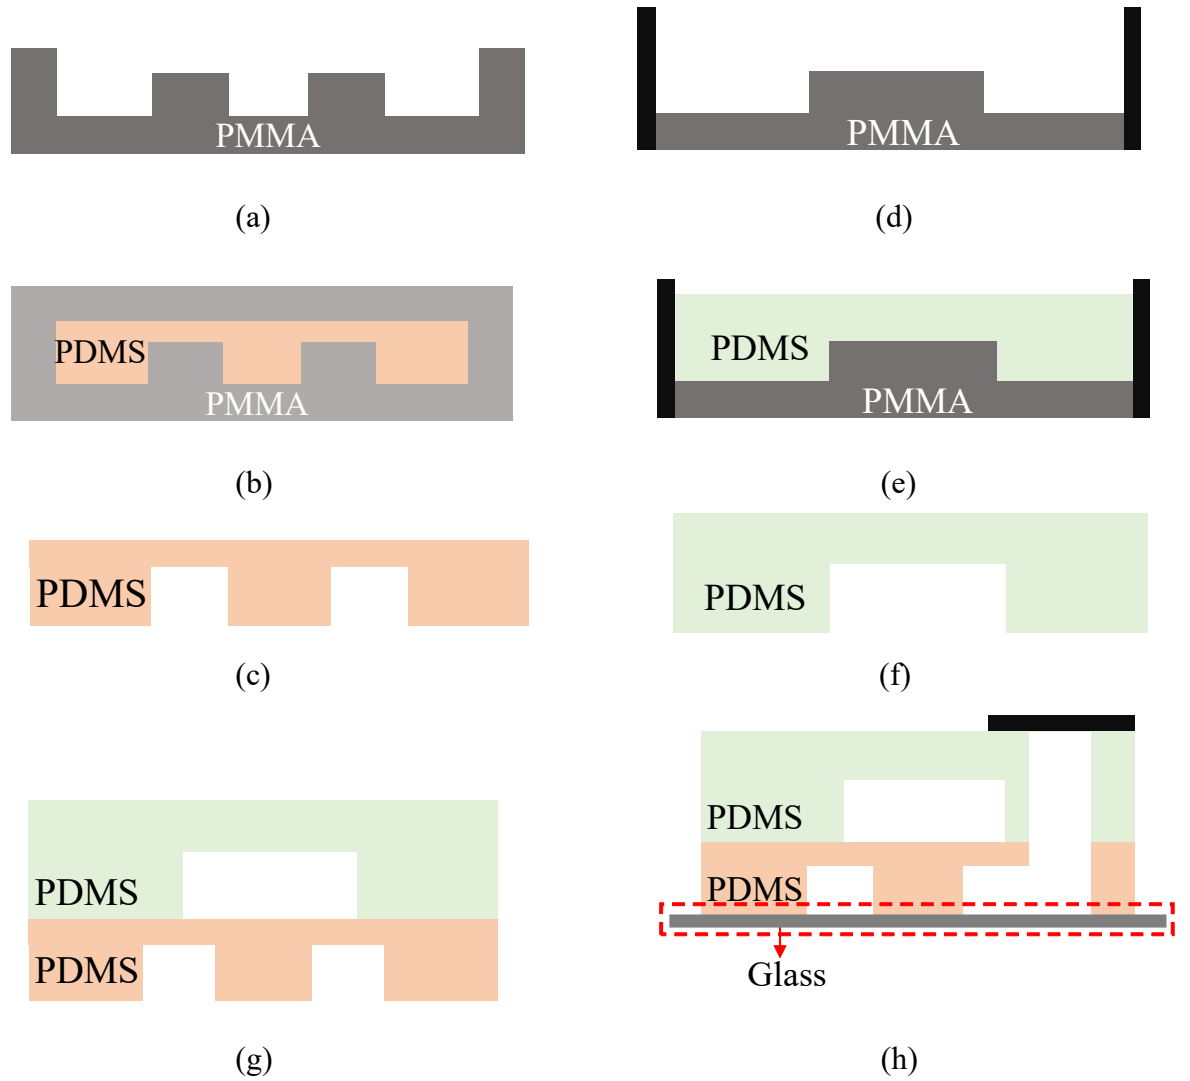 PMMA
PMMA
(a)
(d)
PDMS
PMMA
PDMS
PMMA
(b)
(e)
PDMS
PDMS
(c)
(f)
PDMS
PDMS
PDMS
PDMS
Glass
(g)
(h)